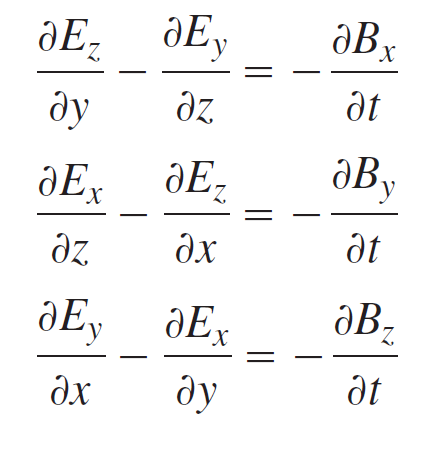 ∂E_z/∂y − ∂E_y/∂z = − ∂B_x/∂t
∂E_x/∂z − ∂E_z/∂x = − ∂B_y/∂t
∂E_y/∂x − ∂E_x/∂y = − ∂B_z/∂t